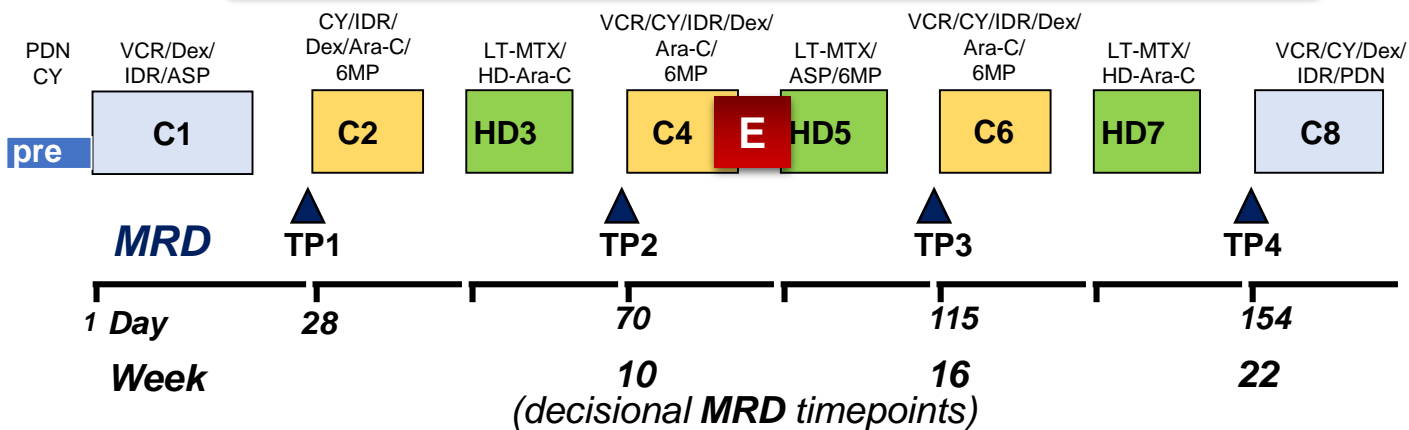 PDN
CY
VCR/Dex/
IDR/ASP
CY/IDR/
Dex/Ara-C/
6MP
LT-MTX/
HD-Ara-C
VCR/CY/IDR/Dex/
Ara-C/
6MP
LT-MTX/
ASP/6MP
VCR/CY/IDR/Dex/
Ara-C/
6MP
LT-MTX/
HD-Ara-C
VCR/CY/Dex/
IDR/PDN
pre
C1
C2
HD3
C4
E
HD5
C6
HD7
C8
MRD
TP1
TP2
TP3
TP4
1 Day 28 70 115 154
Week 10 16 22
(decisional MRD timepoints)